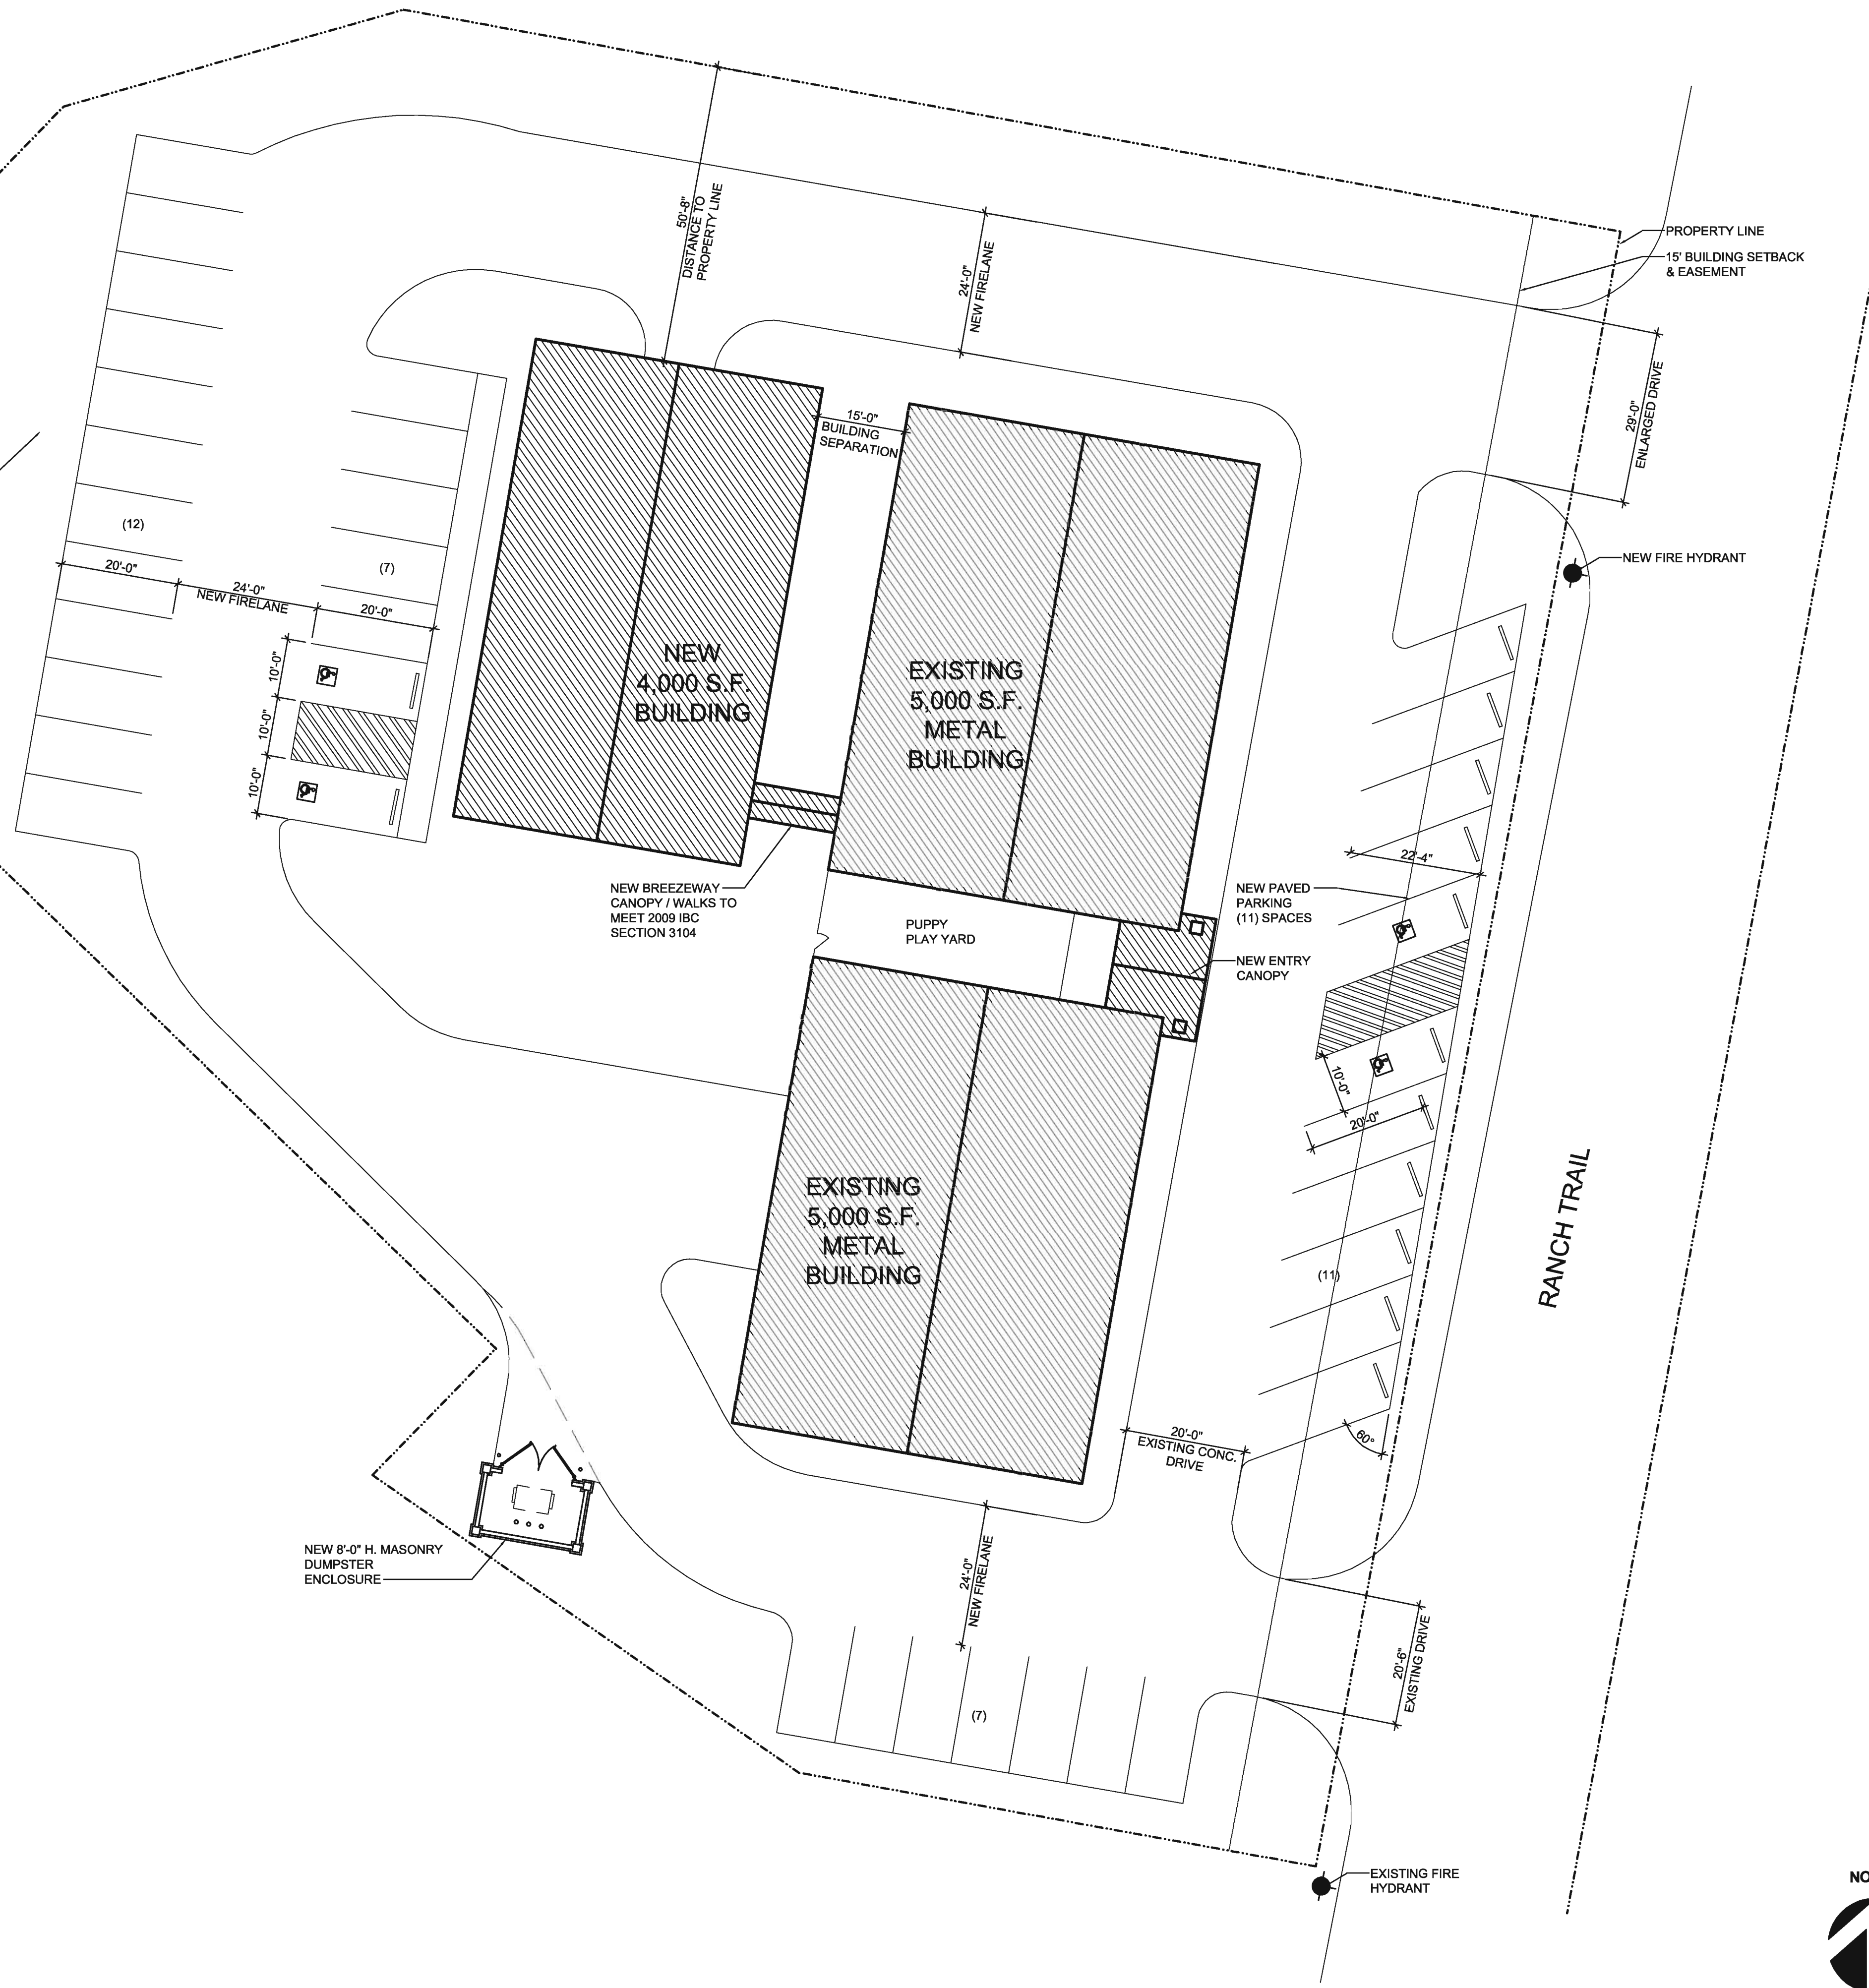 50'-8"
DISTANCE TO
PROPERTY LINE
24'-0"
NEW FIRELANE
PROPERTY LINE
15' BUILDING SETBACK
& EASEMENT
29'-0"
ENLARGED DRIVE
15'-0"
BUILDING
SEPARATION
(12)
20'-0"
24'-0"
NEW FIRELANE
(7)
20'-0"
10'-0"
10'-0"
10'-0"
NEW FIRE HYDRANT
NEW
4,000 S.F.
BUILDING
EXISTING
5,000 S.F.
METAL
BUILDING
NEW BREEZEWAY
CANOPY / WALKS TO
MEET 2009 IBC
SECTION 3104
PUPPY
PLAY YARD
22'-4"
NEW PAVED
PARKING
(11) SPACES
NEW ENTRY
CANOPY
10'-0"
20'-0"
EXISTING
5,000 S.F.
METAL
BUILDING
(11)
RANCH TRAIL
60°
20'-0"
EXISTING CONC.
DRIVE
NEW 8'-0" H. MASONRY
DUMPSTER
ENCLOSURE
24'-0"
NEW FIRELANE
20'-6"
EXISTING DRIVE
(7)
EXISTING FIRE
HYDRANT
NO